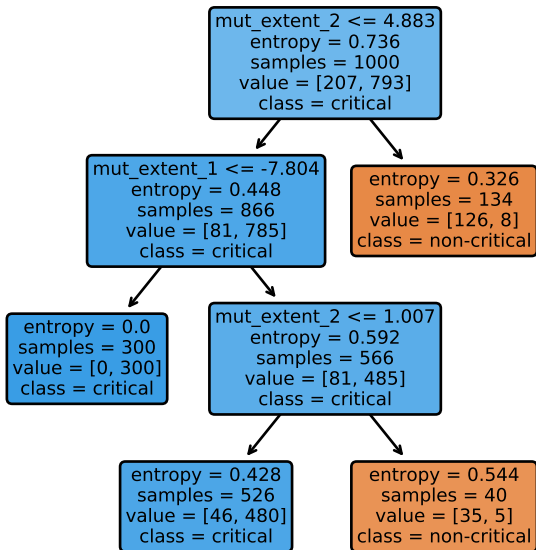 mut_extent_2 <= 4.883
entropy = 0.736
samples = 1000
value = [207, 793]
class = critical
mut_extent_1 <= -7.804
entropy = 0.448
samples = 866
value = [81, 785]
class = critical
entropy = 0.326
samples = 134
value = [126, 8]
class = non-critical
entropy = 0.0
samples = 300
value = [0, 300]
class = critical
mut_extent_2 <= 1.007
entropy = 0.592
samples = 566
value = [81, 485]
class = critical
entropy = 0.428
samples = 526
value = [46, 480]
class = critical
entropy = 0.544
samples = 40
value = [35, 5]
class = non-critical